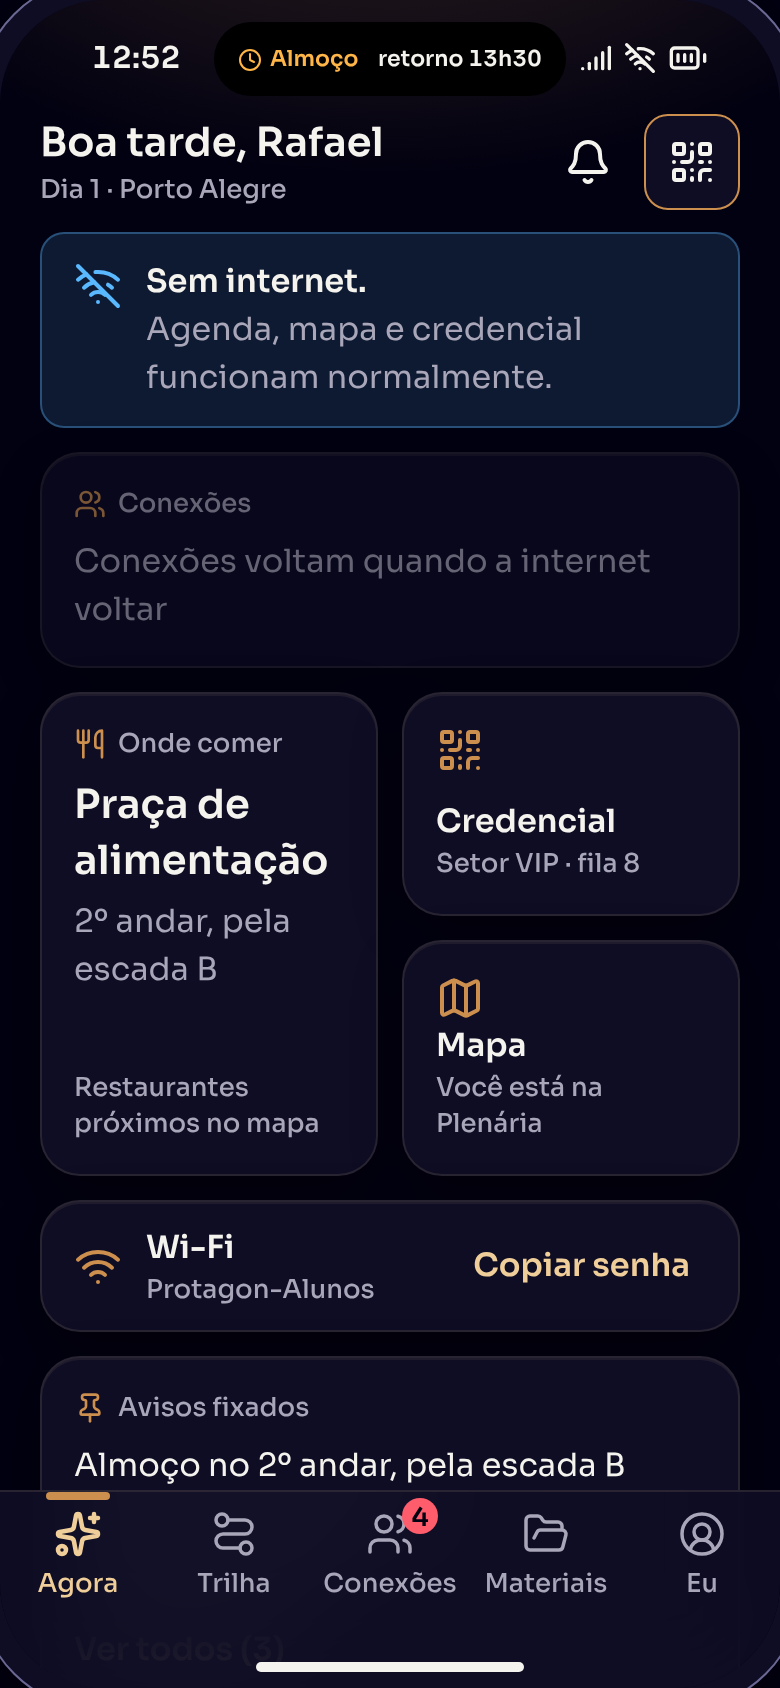 12:52
Almoço retorno 13h30
Boa tarde, Rafael
Dia 1 · Porto Alegre
Sem internet.
Agenda, mapa e credencial
funcionam normalmente.
Conexões
Conexões voltam quando a internet
voltar
Onde comer
Praça de
alimentação
2º andar, pela
escada B
Restaurantes
próximos no mapa
Credencial
Setor VIP · fila 8
Mapa
Você está na
Plenária
Wi-Fi
Protagon-Alunos
Copiar senha
Avisos fixados
Almoço no 2º andar, pela escada B
4
Agora
Trilha
Conexões
Materiais
Eu
Ver todos (3)